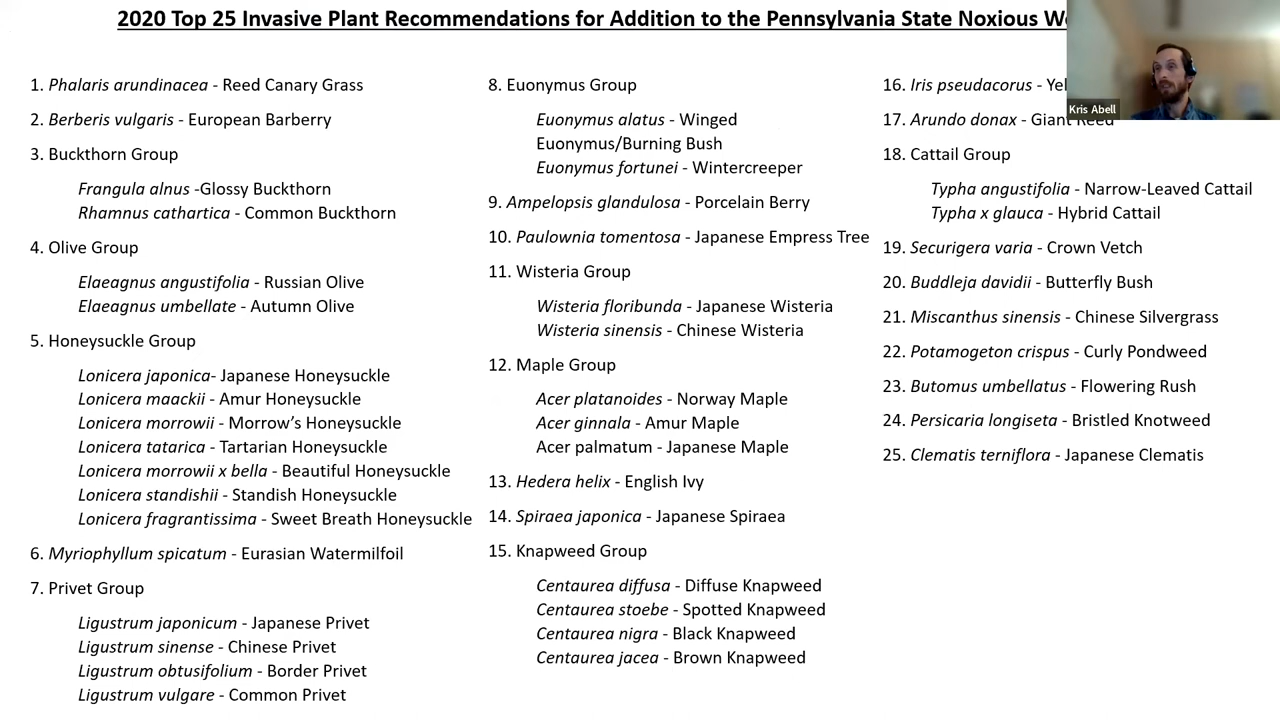 2020 Top 25 Invasive Plant Recommendations for Addition to the Pennsylvania State Noxious
1. Phalaris arundinacea - Reed Canary Grass
2. Berberis vulgaris - European Barberry
3. Buckthorn Group
Frangula alnus -Glossy Buckthorn
Rhamnus cathartica - Common Buckthorn
4. Olive Group
Elaeagnus angustifolia - Russian Olive
Elaeagnus umbellate - Autumn Olive
5. Honeysuckle Group
Lonicera japonica- Japanese Honeysuckle
Lonicera maackii - Amur Honeysuckle
Lonicera morrowii - Morrow's Honeysuckle
Lonicera tatarica - Tartarian Honeysuckle
Lonicera morrowii x bella - Beautiful Honeysuckle
Lonicera standishii - Standish Honeysuckle
Lonicera fragrantissima - Sweet Breath Honeysuckle
6. Myriophyllum spicatum - Eurasian Watermilfoil
7. Privet Group
Ligustrum japonicum - Japanese Privet
Ligustrum sinense - Chinese Privet
Ligustrum obtusifolium - Border Privet
Ligustrum vulgare - Common Privet
8. Euonymus Group
Euonymus alatus - Winged
Euonymus/Burning Bush
Euonymus fortunei - Wintercreeper
9. Ampelopsis glandulosa - Porcelain Berry
10. Paulownia tomentosa - Japanese Empress Tree
11. Wisteria Group
Wisteria floribunda - Japanese Wisteria
Wisteria sinensis - Chinese Wisteria
12. Maple Group
Acer platanoides - Norway Maple
Acer ginnala - Amur Maple
Acer palmatum - Japanese Maple
13. Hedera helix - English Ivy
14. Spiraea japonica - Japanese Spiraea
15. Knapweed Group
Centaurea diffusa - Diffuse Knapweed
Centaurea stoebe - Spotted Knapweed
Centaurea nigra - Black Knapweed
Centaurea jacea - Brown Knapweed
16. Iris pseudacorus -
17. Arundo donax - Giant Reed
18. Cattail Group
Typha angustifolia - Narrow-Leaved Cattail
Typha x glauca - Hybrid Cattail
19. Securigera varia - Crown Vetch
20. Buddleja davidii - Butterfly Bush
21. Miscanthus sinensis - Chinese Silvergrass
22. Potamogeton crispus - Curly Pondweed
23. Butomus umbellatus - Flowering Rush
24. Persicaria longiseta - Bristled Knotweed
25. Clematis terniflora - Japanese Clematis
Kris Abell